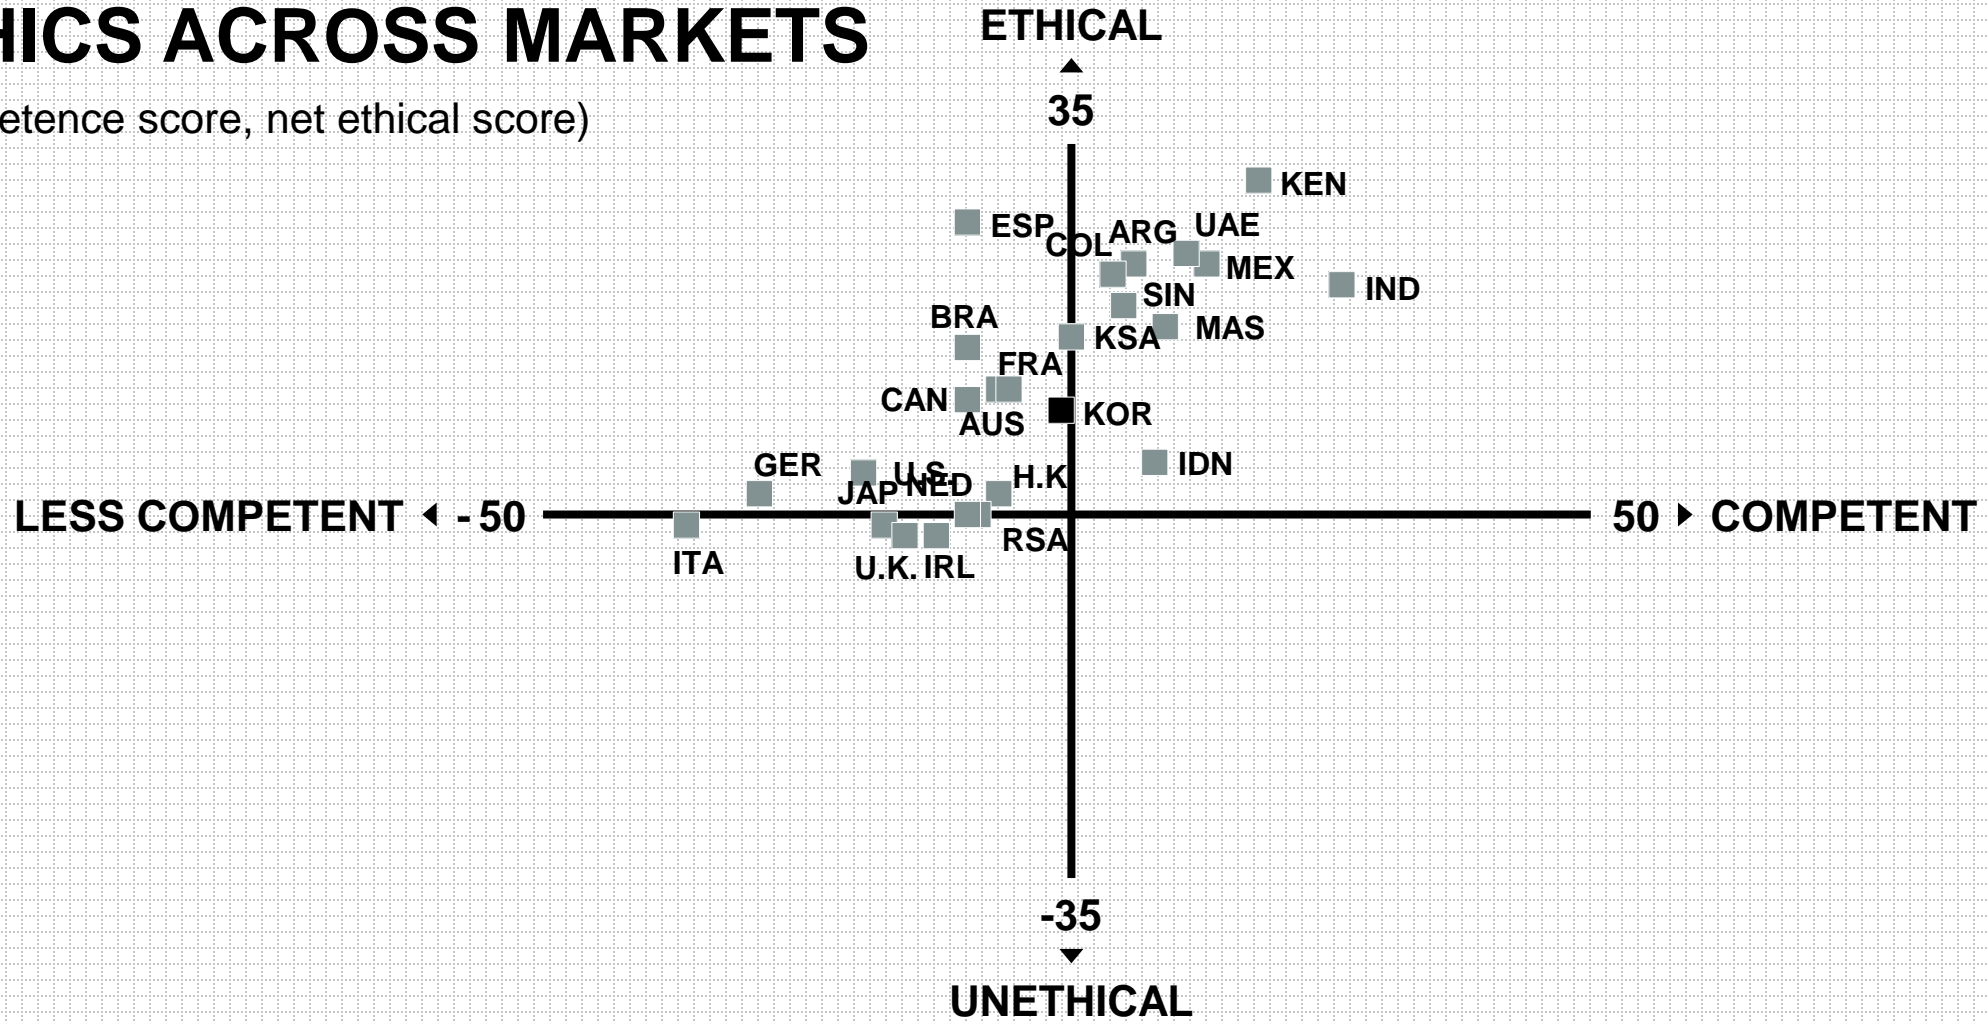 HICS ACROSS MARKETS
etence score, net ethical score)
ETHICAL
35
KEN
ESP
COL
ARG
UAE
MEX
IND
SIN
BRA
MAS
KSA
FRA
CAN
AUS
KOR
GER
U.S.
JAP
NED
H.K
IDN
LESS COMPETENT
-50
50
COMPETENT
RSA
ITA
U.K.
IRL
-35
UNETHICAL